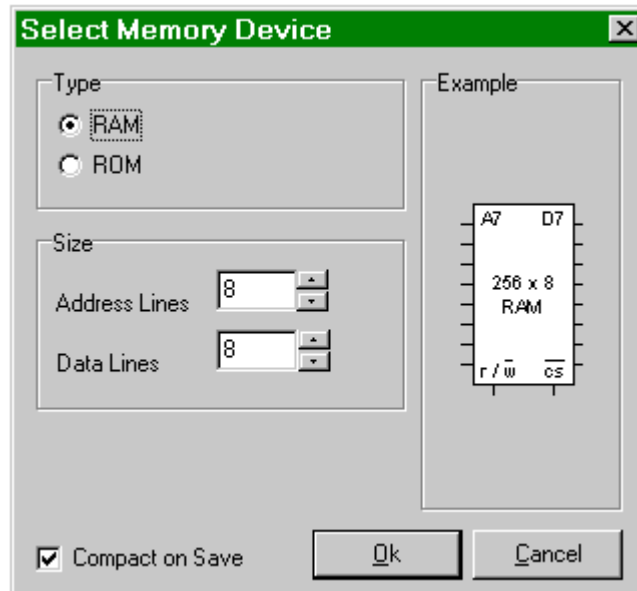 Select Memory Device
Type
RAM
ROM
Size
Address Lines 8
Data Lines 8
Example
A7 D7
256 x 8
RAM
r / w̅ c̅s̅
Compact on Save
Ok
Cancel